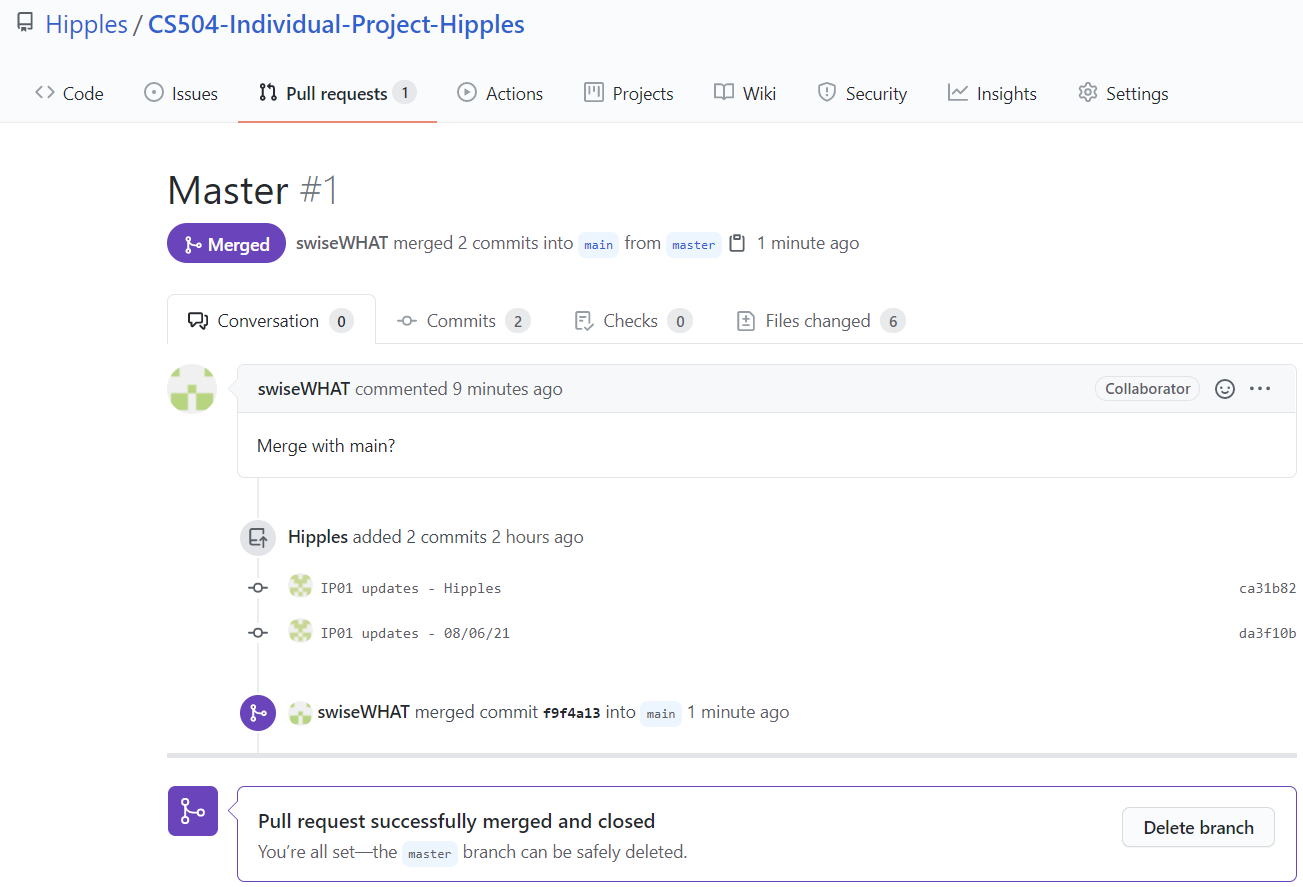 Hipples / CS504-Individual-Project-Hipples
Code Issues Pull requests 1 Actions Projects Wiki Security Insights Settings
Master #1
Merged swiseWHAT merged 2 commits into main from master 1 minute ago
Conversation 0 Commits 2 Checks 0 Files changed 6
swiseWHAT commented 9 minutes ago Collaborator
Merge with main?
Hipples added 2 commits 2 hours ago
IP01 updates - Hipples ca31b82
IP01 updates - 08/06/21 da3f10b
swiseWHAT merged commit f9f4a13 into main 1 minute ago
Pull request successfully merged and closed
You’re all set—the master branch can be safely deleted.
Delete branch